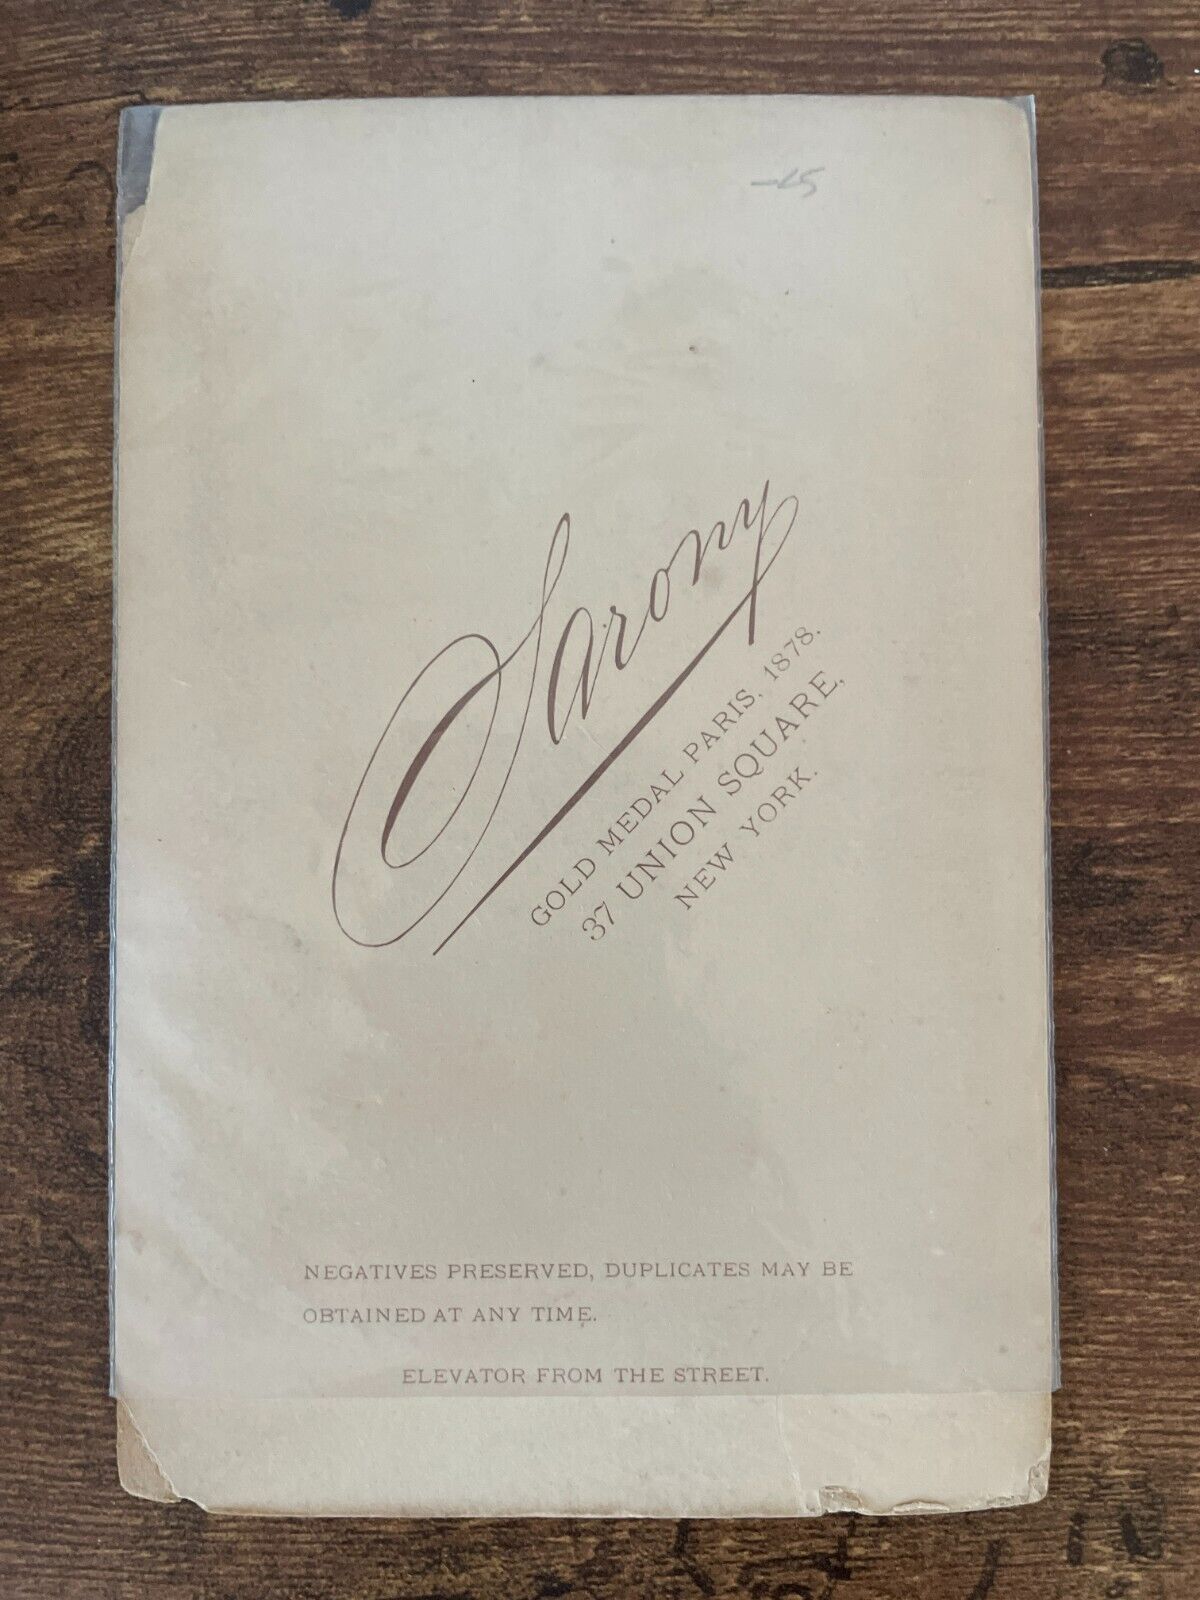 Sarony
GOLD MEDAL PARIS. 1878.
37 UNION SQUARE,
NEW YORK.
NEGATIVES PRESERVED, DUPLICATES MAY BE
OBTAINED AT ANY TIME.
ELEVATOR FROM THE STREET.